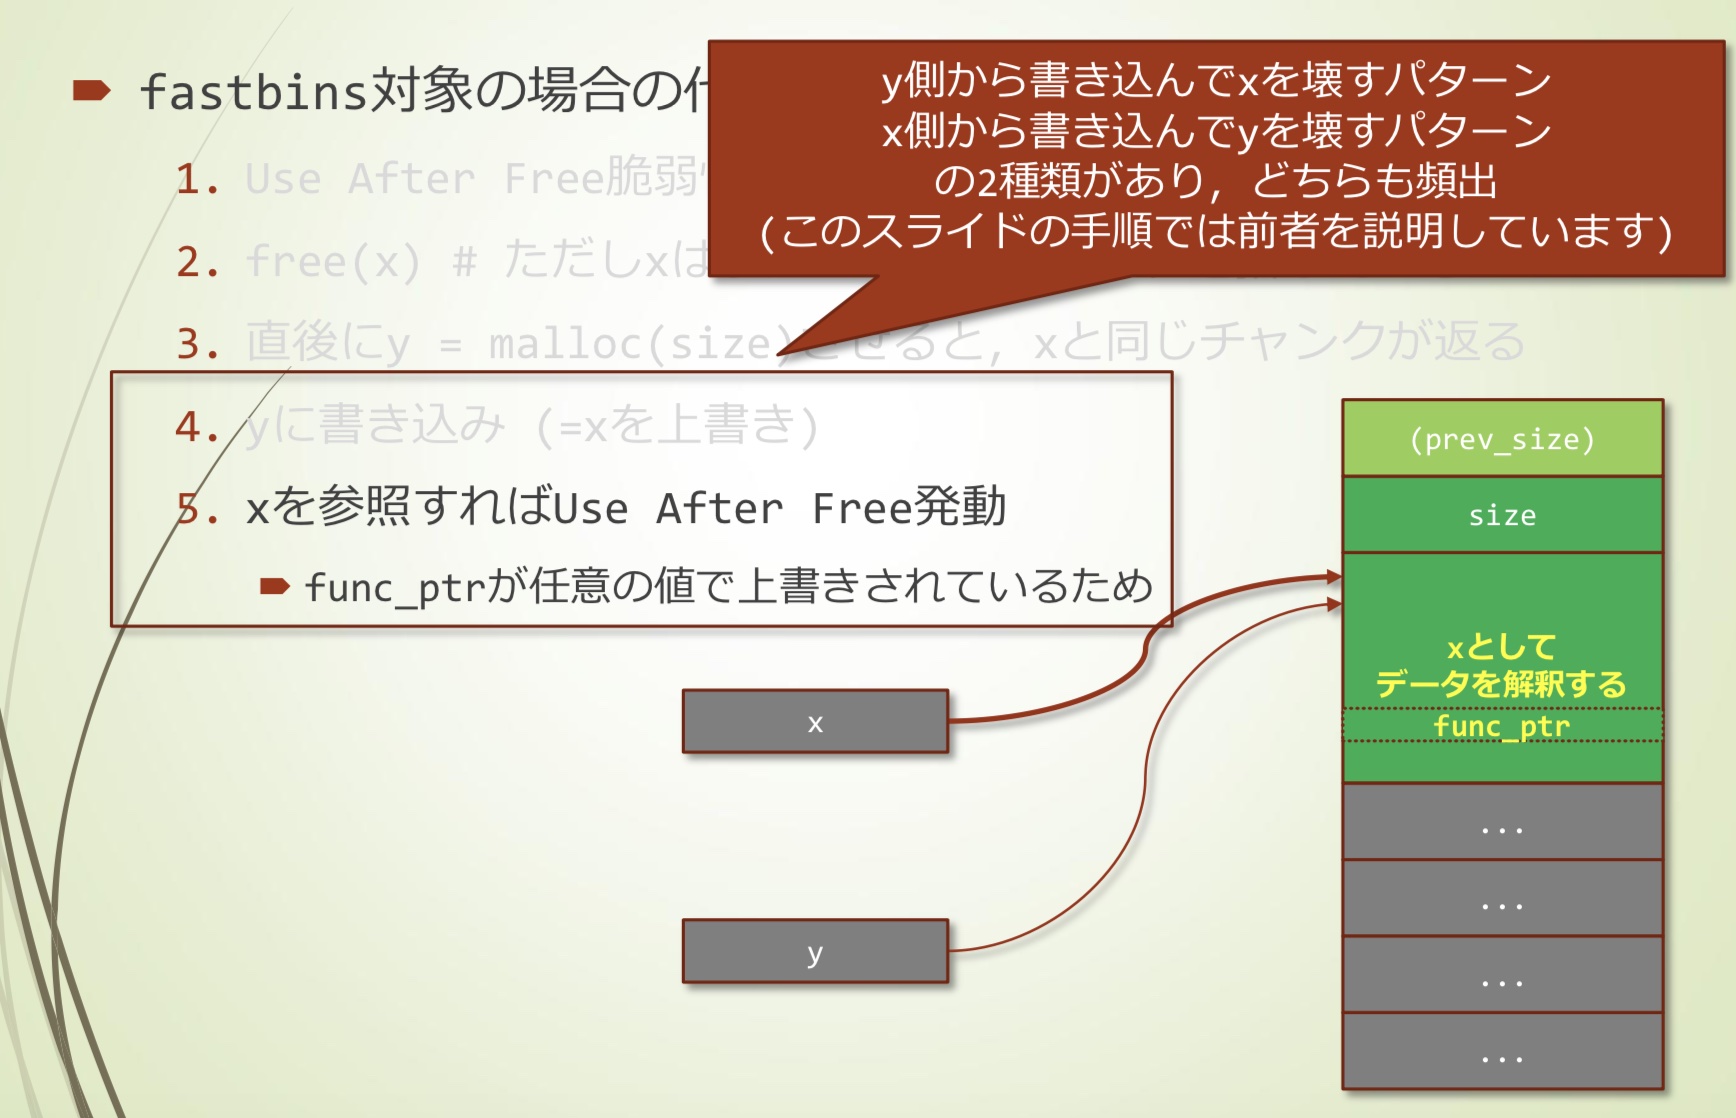 fastbins対象の場合の
y側から書き込んでxを壊すパターン
x側から書き込んでyを壊すパターン
の2種類があり，どちらも頻出
(このスライドの手順では前者を説明しています)
1. Use After Free脆弱
2. free(x) # ただしxは
3. 直後にy = malloc(size)させると，xと同じチャンクが返る
4. yに書き込み (=xを上書き)
5. xを参照すればUse After Free発動
func_ptrが任意の値で上書きされているため
(prev_size)
size
xとして
データを解釈する
func_ptr
x
y
...
...
...
...